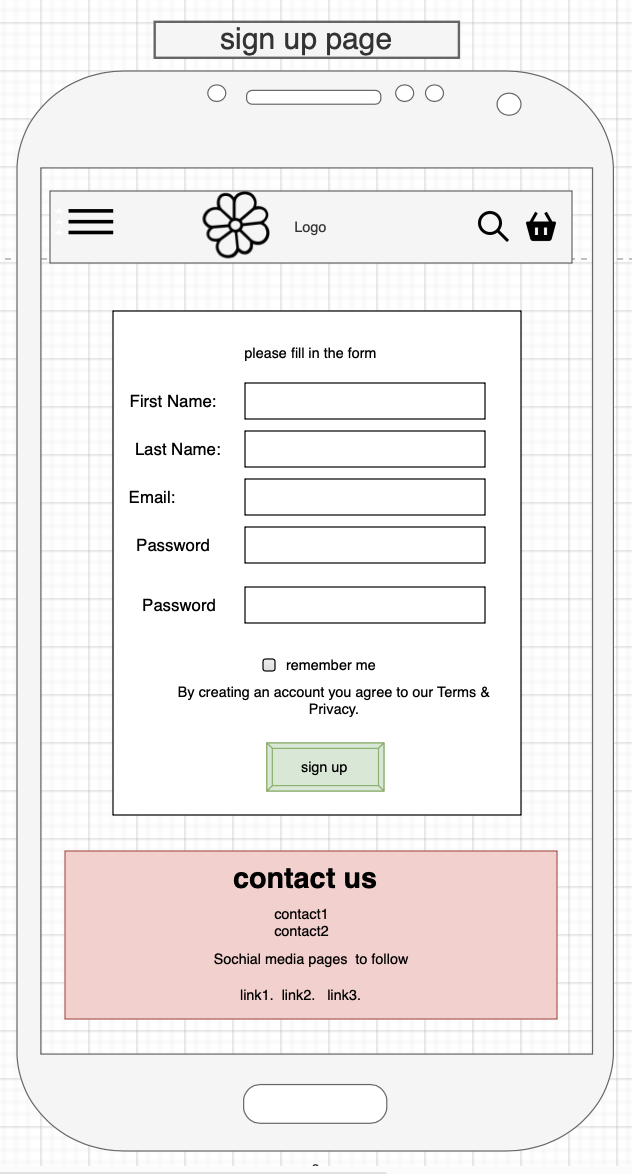 sign up page
Logo
please fill in the form
First Name:
Last Name:
Email:
Password
Password
remember me
By creating an account you agree to our Terms &
Privacy.
sign up
contact us
contact1
contact2
Sochial media pages  to follow
link1.  link2.   link3.